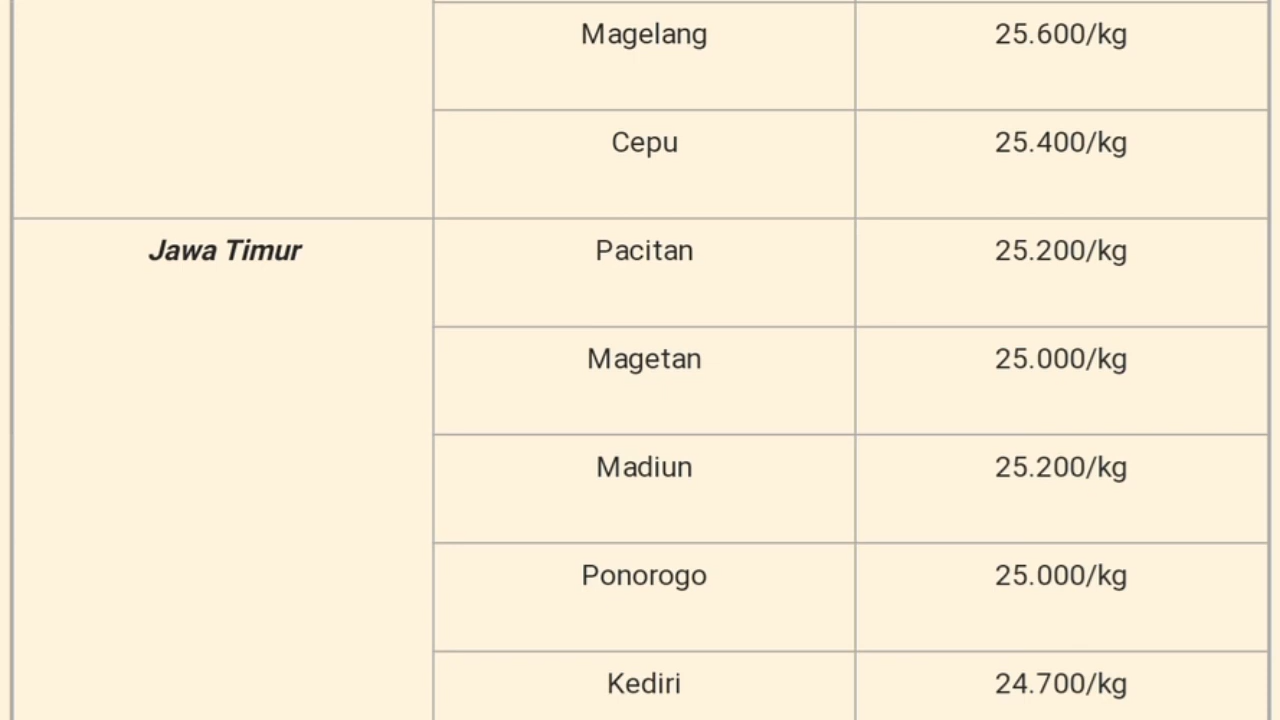 Magelang 25.600/kg
Cepu 25.400/kg
Jawa Timur Pacitan 25.200/kg
Magetan 25.000/kg
Madiun 25.200/kg
Ponorogo 25.000/kg
Kediri 24.700/kg